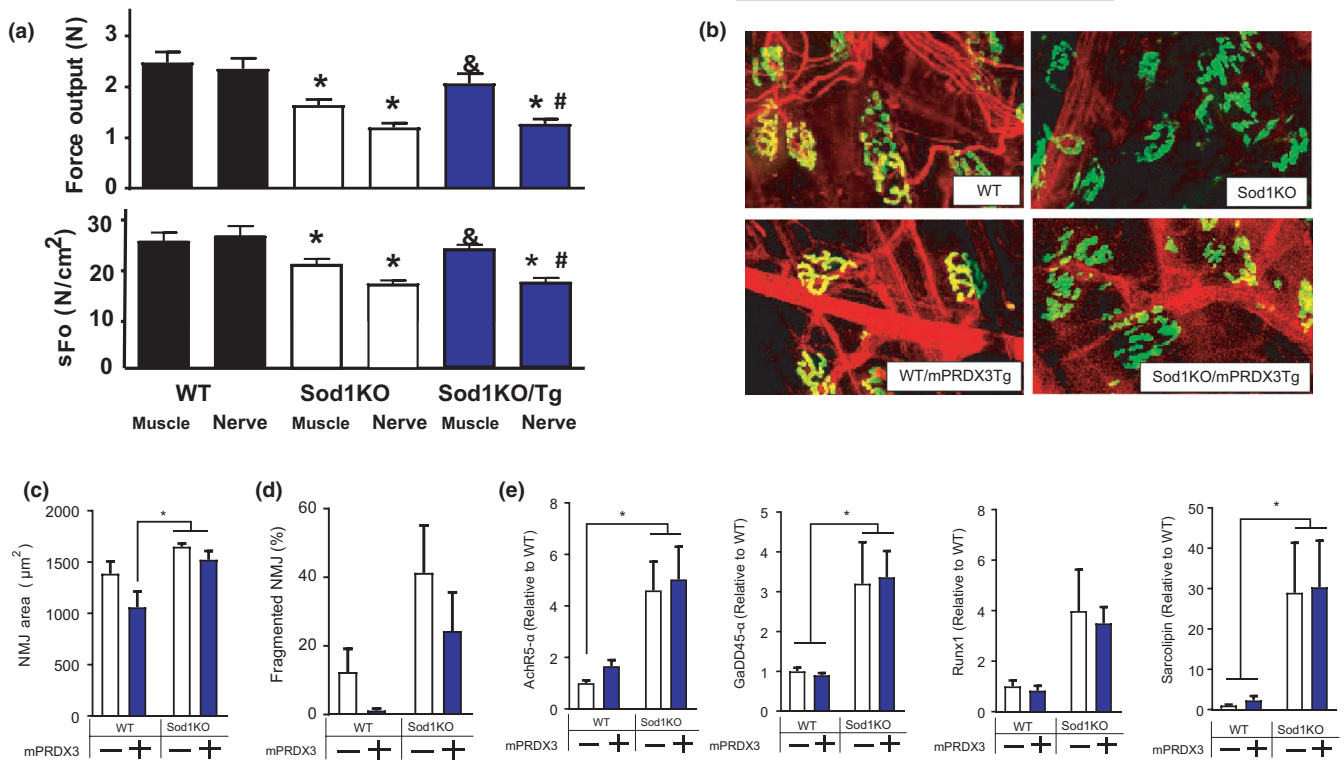 (a)
Force output (N)
3
2
1
0
* * & * #
sFo (N/cm²)
30
20
10
0
* * & * #
WT Sod1KO Sod1KO/Tg
Muscle Nerve Muscle Nerve Muscle Nerve
(b)
WT
Sod1KO
WT/mPRDX3Tg
Sod1KO/mPRDX3Tg
(c)
NMJ area ( µm²)
2000
1500
1000
500
0
*
WT Sod1KO
mPRDX3 — + — +
(d)
Fragmented NMJ (%)
60
40
20
0
WT Sod1KO
— + — +
(e)
AchR5-α (Relative to WT)
8
6
4
2
0
*
WT Sod1KO
mPRDX3 — + — +
GaDD45-α (Relative to WT)
5
4
3
2
1
0
*
WT Sod1KO
mPRDX3 — + — +
Runx1 (Relative to WT)
8
6
4
2
0
WT Sod1KO
mPRDX3 — + — +
Sarcolipin (Relative to WT)
50
40
30
20
10
0
*
WT Sod1KO
mPRDX3 — + — +